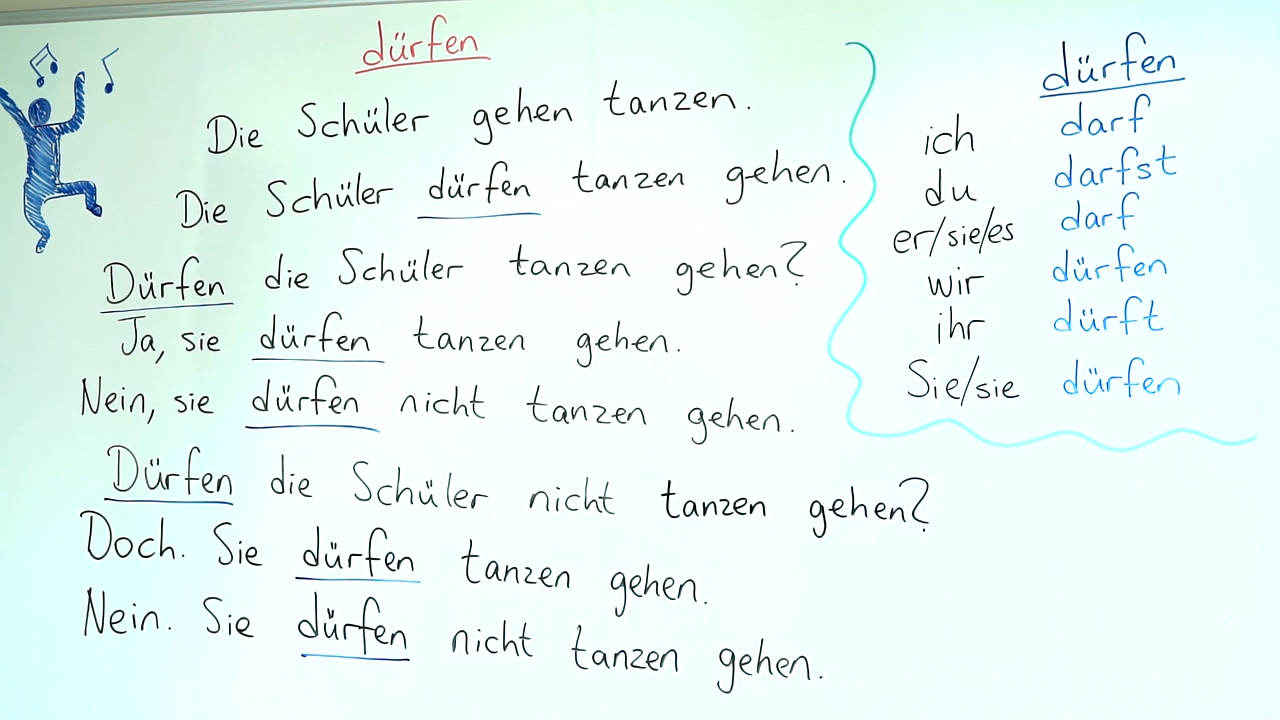 dürfen
Die Schüler gehen tanzen.
Die Schüler dürfen tanzen gehen.
Dürfen die Schüler tanzen gehen?
Ja, sie dürfen tanzen gehen.
Nein, sie dürfen nicht tanzen gehen.
Dürfen die Schüler nicht tanzen gehen?
Doch. Sie dürfen tanzen gehen.
Nein. Sie dürfen nicht tanzen gehen.
dürfen
ich darf
du darfst
er/sie/es darf
wir dürfen
ihr dürft
Sie/sie dürfen